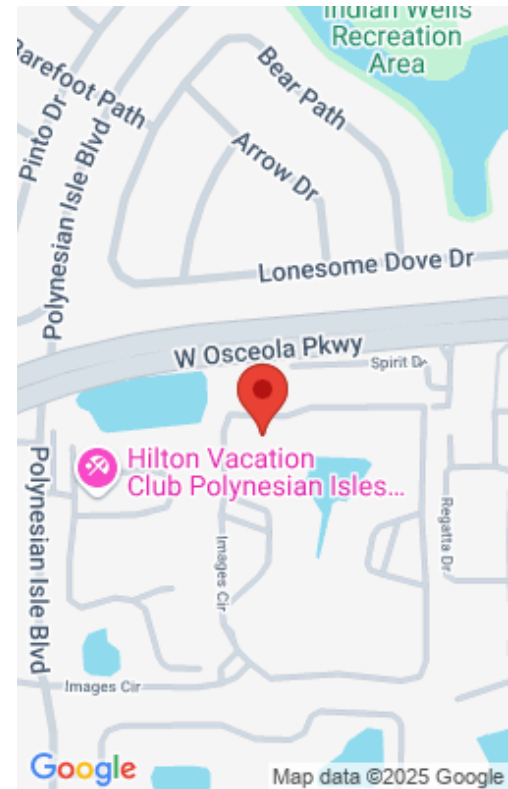 Indian Wells
Recreation
Area
Barefoot Path
Bear Path
Pinto Dr
Arrow Dr
Polynesian Isle Blvd
Lonesome Dove Dr
W Osceola Pkwy
Spirit Dr
Hilton Vacation
Club Polynesian Isles...
Polynesian Isle Blvd
Images Cir
Regatta Dr
Images Cir
Google
Map data ©2025 Google